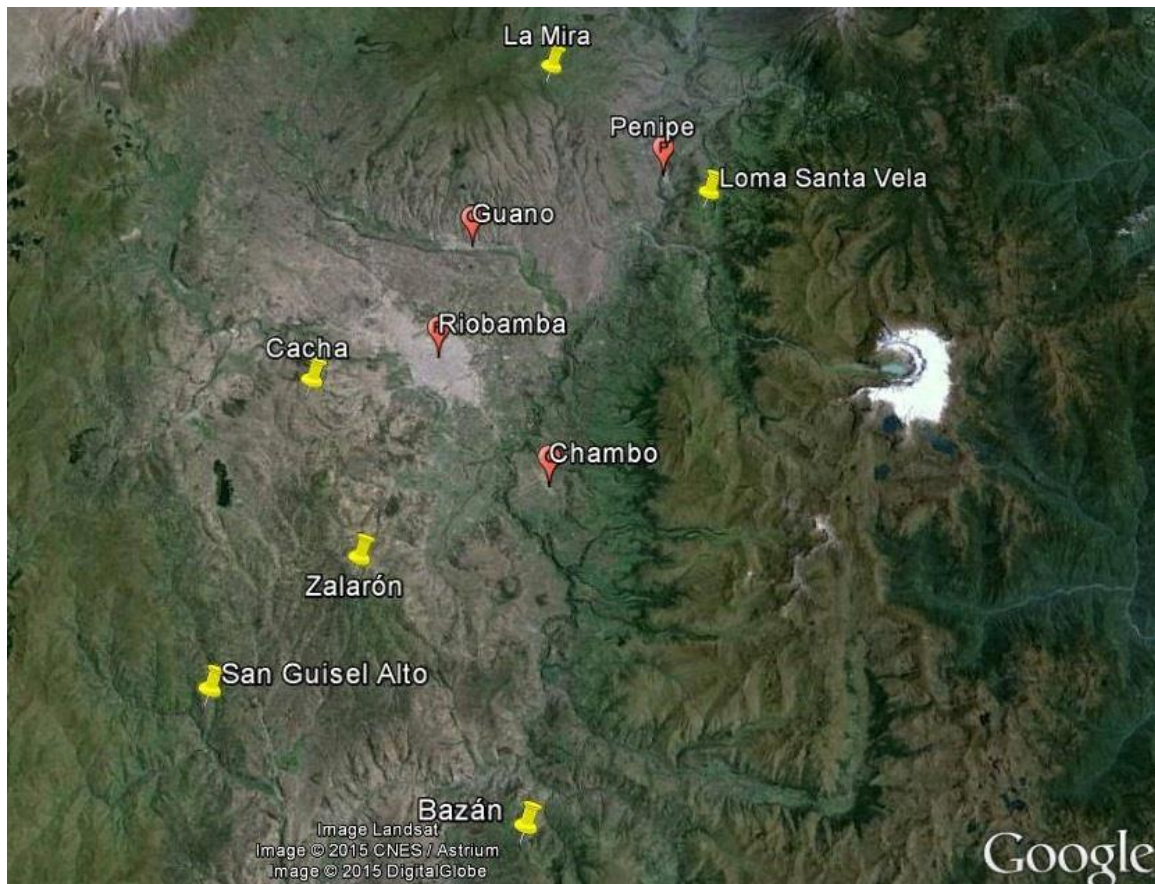 La Mira
Penipe
Loma Santa Vela
Guano
Riobamba
Cacha
Chambo
Zalarón
San Guisel Alto
Bazán
Image Landsat
Image © 2015 CNES / Astrium
Image © 2015 DigitalGlobe
Google